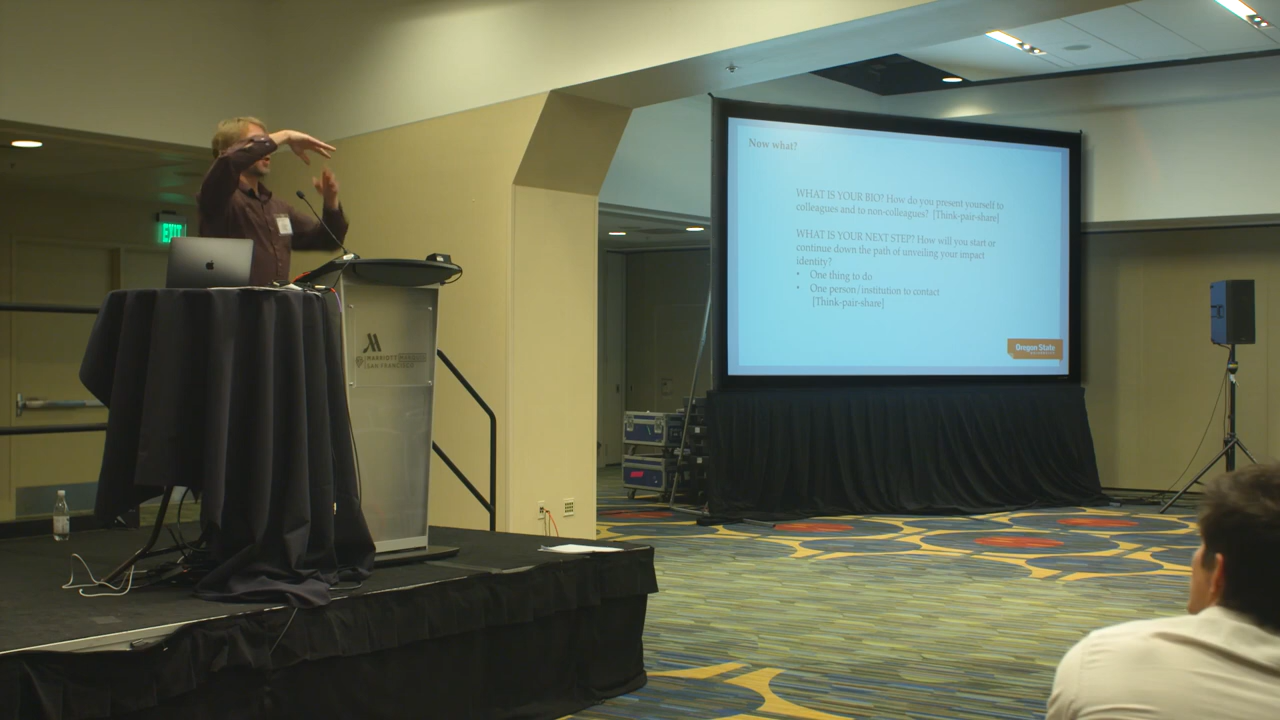 EXIT
MARRIOTT MARQUIS
SAN FRANCISCO
Now what?
WHAT IS YOUR BIO? How do you present yourself to
colleagues and to non-colleagues? [Think-pair-share]
WHAT IS YOUR NEXT STEP? How will you start or
continue down the path of unveiling your impact
identity?
• One thing to do
• One person/institution to contact
[Think-pair-share]
Oregon State
UNIVERSITY